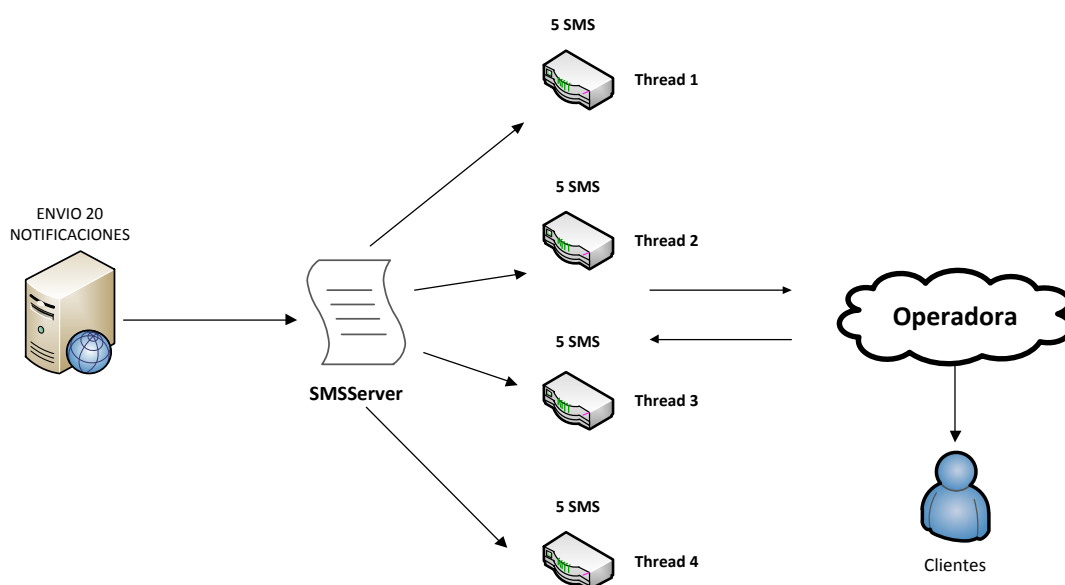 5 SMS
Thread 1
5 SMS
Thread 2
ENVIO 20
NOTIFICACIONES
Operadora
5 SMS
Thread 3
SMSServer
5 SMS
Thread 4
Clientes